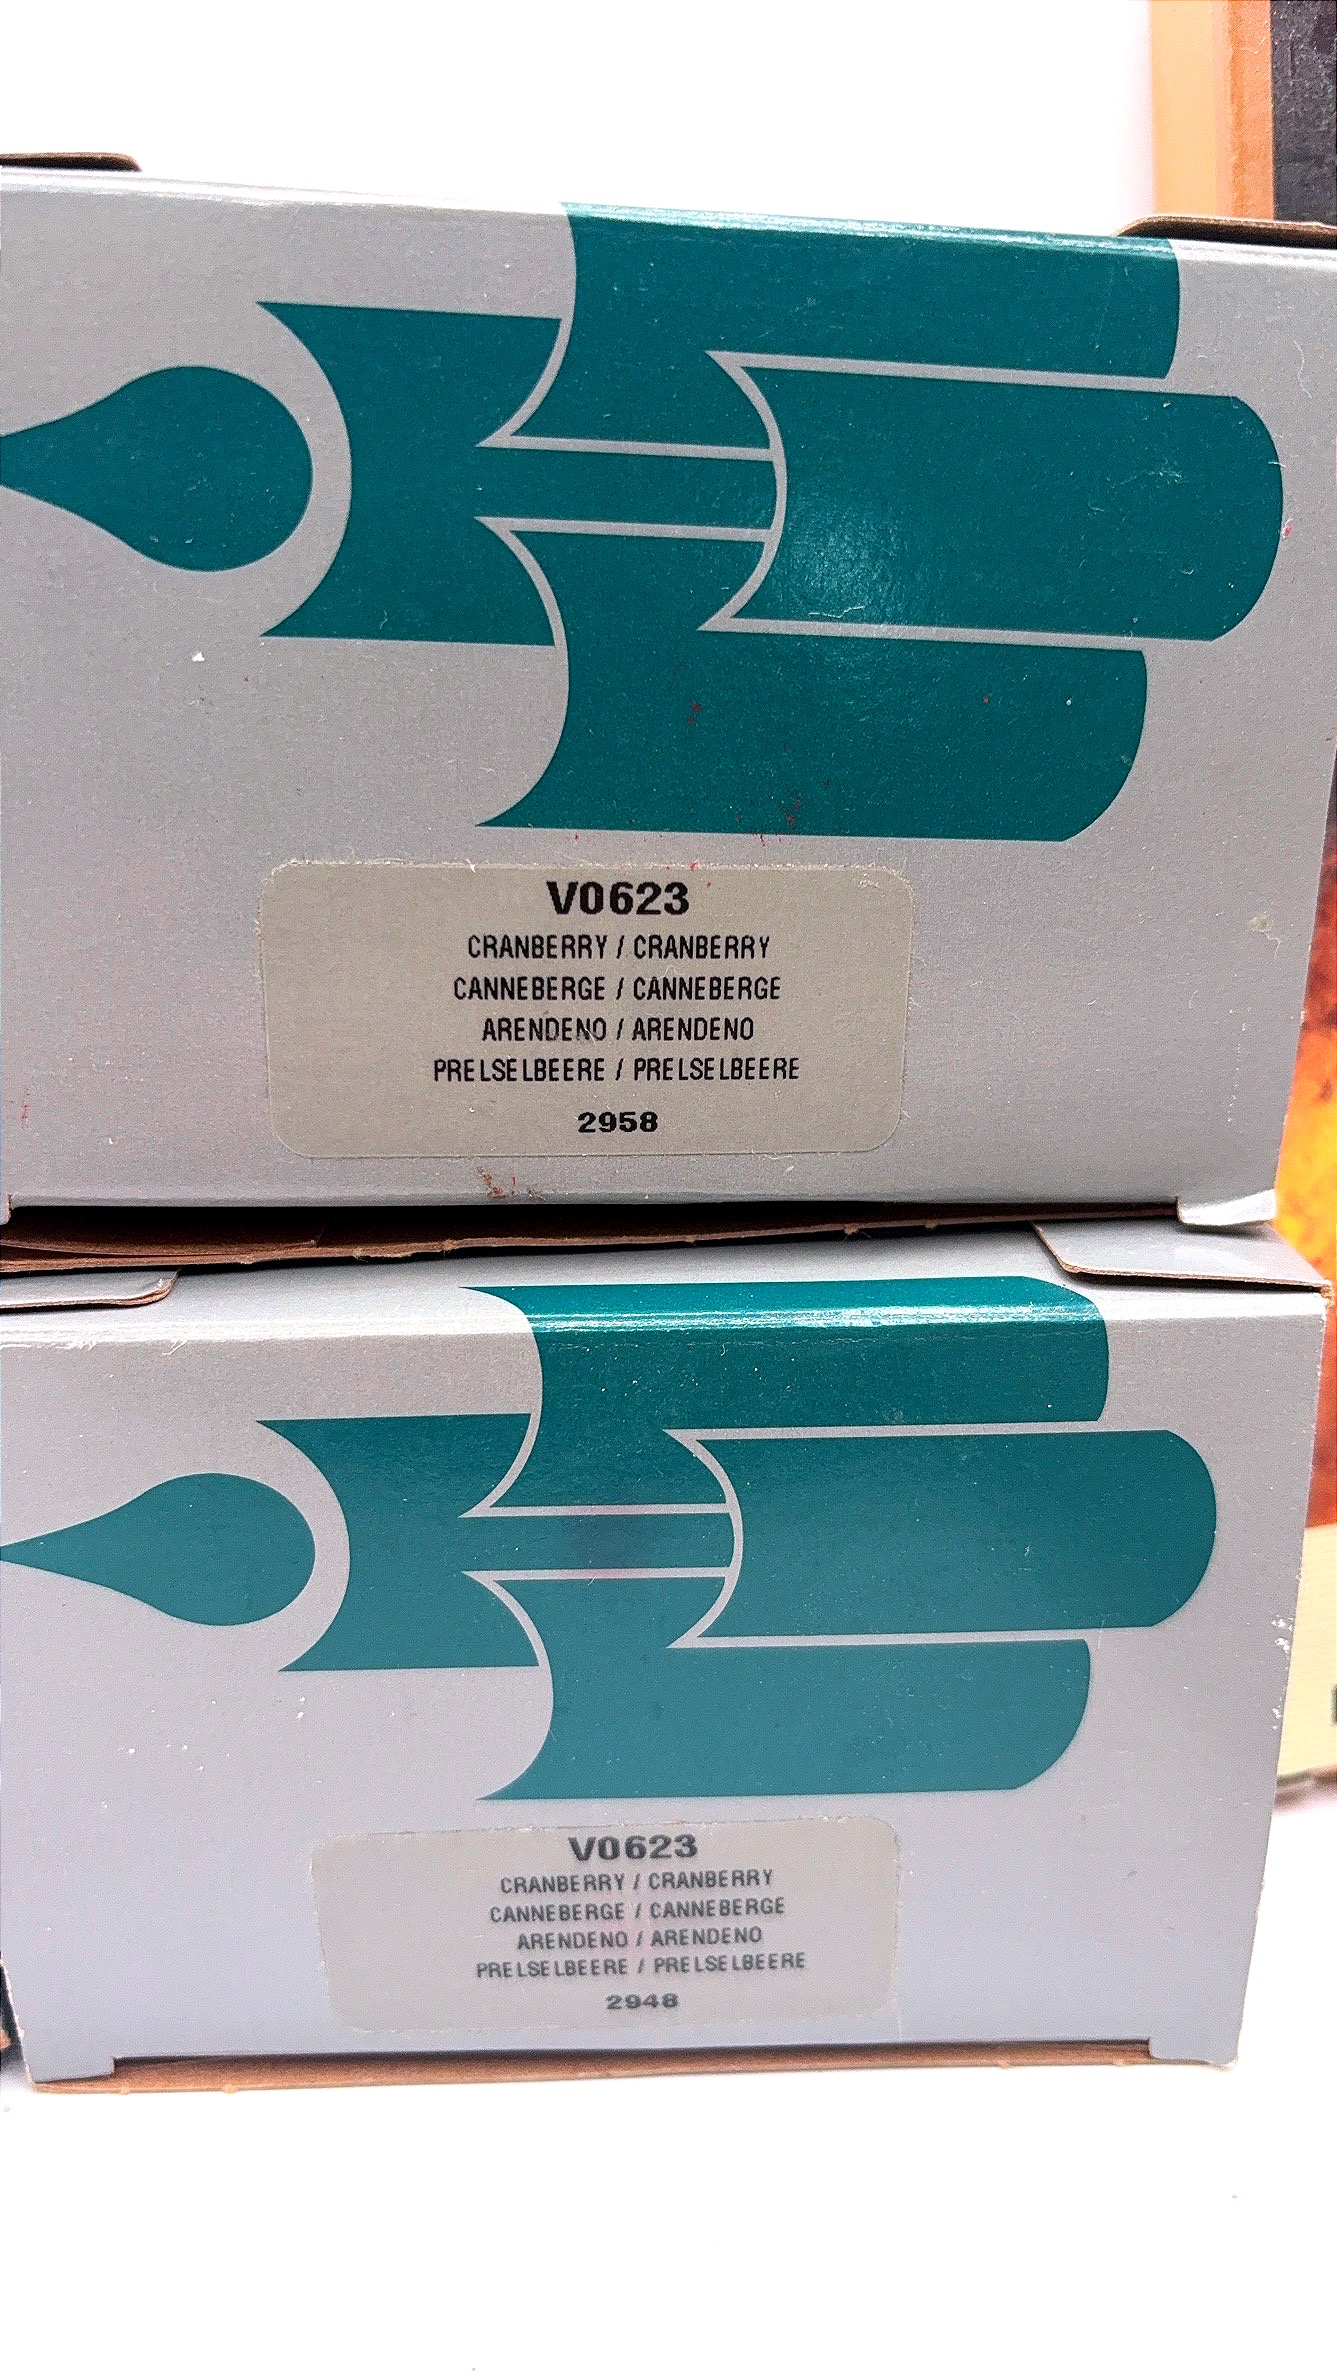 V0623
CRANBERRY / CRANBERRY
CANNEBERGE / CANNEBERGE
ARENDENO / ARENDENO
PRELSELBEERE / PRELSELBEERE
2958
V0623
CRANBERRY / CRANBERRY
CANNEBERGE / CANNEBERGE
ARENDENO / ARENDENO
PRELSELBEERE / PRELSELBEERE
2948